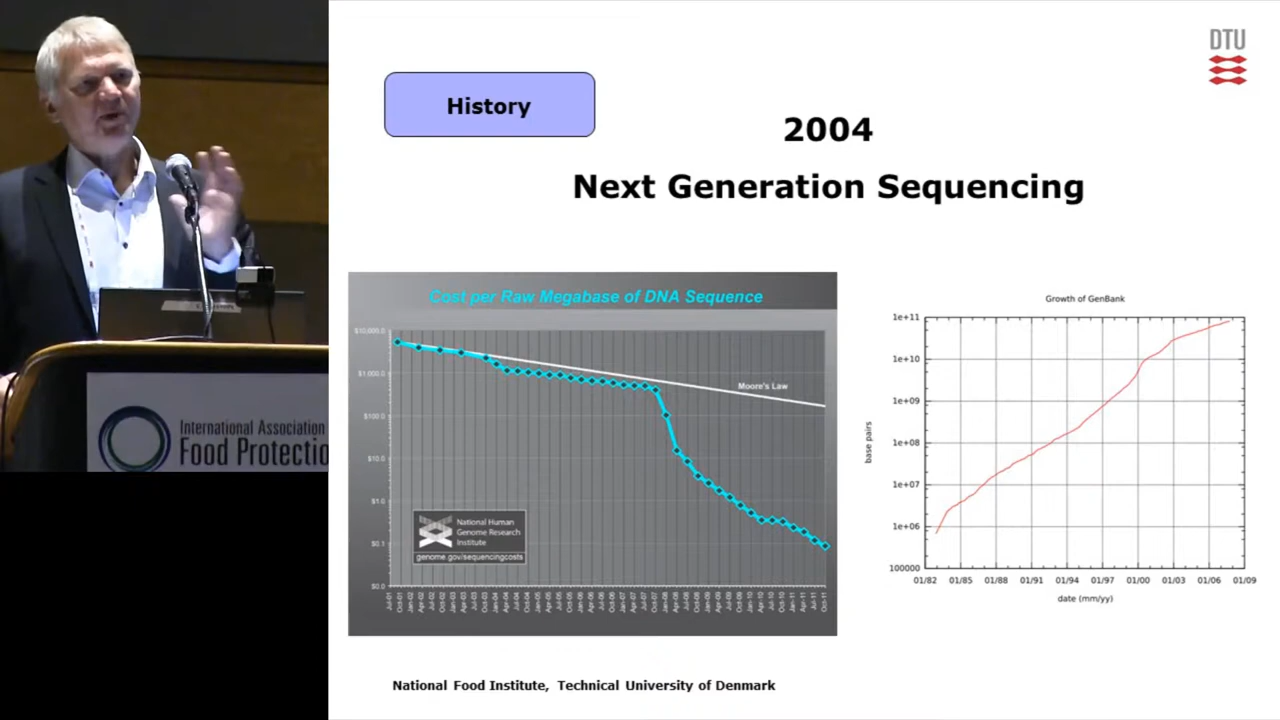 International Association
Food Protectio
DTU
History
2004
Next Generation Sequencing
Cost per Raw Megabase of DNA Sequence
$10,000.0
$1,000.0
$100.0
$10.0
$1.0
$0.1
$0.0
Moore's Law
National Human
Genome Research
Institute
genome.gov/sequencingcosts
Growth of GenBank
base pairs
1e+11
1e+10
1e+09
1e+08
1e+07
1e+06
100000
01/82 01/85 01/88 01/91 01/94 01/97 01/00 01/03 01/06 01/09
date (mm/yy)
National Food Institute, Technical University of Denmark